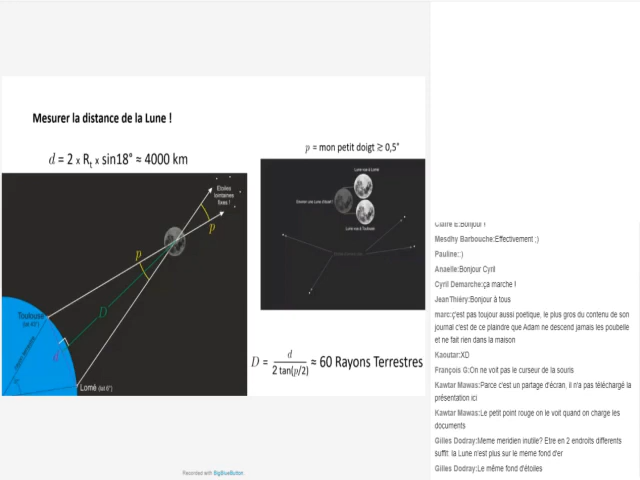 Mesurer la distance de la Lune !
d = 2 x Rt x sin18° ≈ 4000 km
p = mon petit doigt ≥ 0,5°
Etoiles
lointaines
fixes !
p
p
D
Toulouse
(lat 43°)
d
Lomé (lat 6°)
Lune vue à Lomé
Lune vue à Toulouse
D = d / 2 tan(p/2) ≈ 60 Rayons Terrestres
Recorded with BigBlueButton.
Claire E:Bonjour !
Mesdhy Barbouche:Effectivement ;)
Pauline::)
Anaelle:Bonjour Cyril
Cyril Demarche:ça marche !
JeanThiéry:Bonjour à tous
marc:ç'est pas toujour aussi poétique, le plus gros du contenu de son
journal c'est de ce plaindre que Adam ne descend jamais les poubelle
et ne fait rien dans la maison
Kaoutar:XD
François G:On ne voit pas le curseur de la souris
Kawtar Mawas:Parce c'est un partage d'écran, il n'a pas téléchargé la
présentation ici
Kawtar Mawas:Le petit point rouge on le voit quand on charge les
documents
Gilles Dodray:Meme meridien inutile? Etre en 2 endroits differents
suffit la Lune n'est plus sur le meme fond d'er
Gilles Dodray:Le même fond d'étoiles